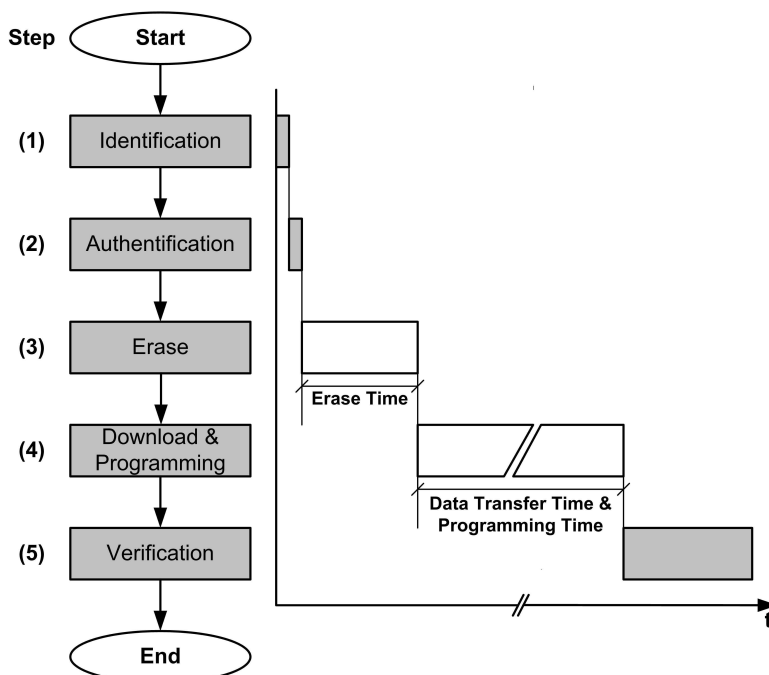 Step
Start
(1)
Identification
(2)
Authentification
(3)
Erase
Erase Time
(4)
Download &
Programming
Data Transfer Time &
Programming Time
(5)
Verification
t
End